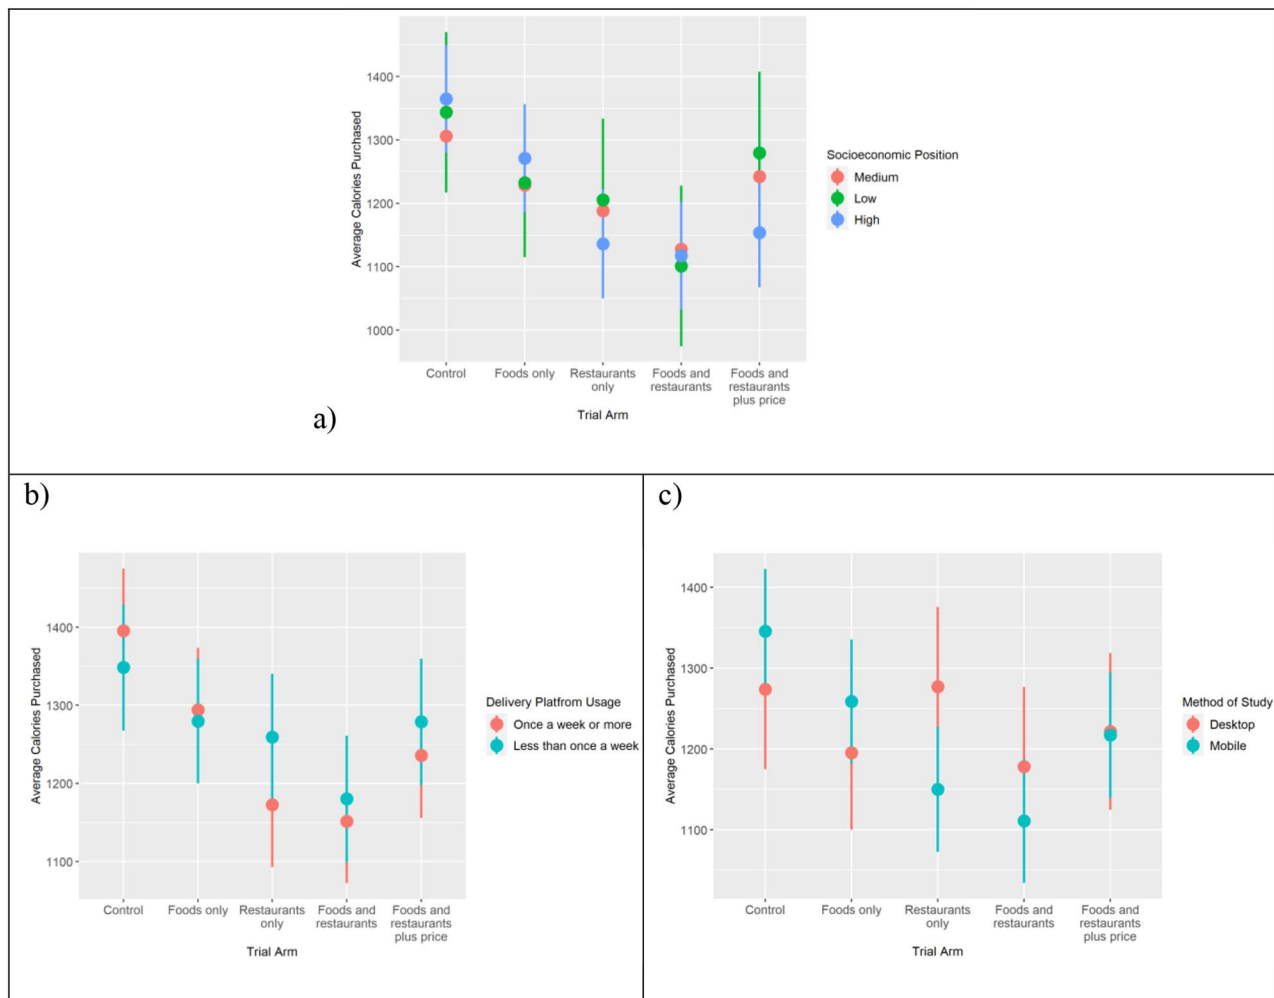 1400
1300
1200
1100
1000
Average Calories Purchased
Control
Foods only
Restaurants
only
Foods and
restaurants
Foods and
restaurants
plus price
Trial Arm
Socioeconomic Position
Medium
Low
High
a)
b)
1400
1300
1200
1100
Average Calories Purchased
Control
Foods only
Restaurants
only
Foods and
restaurants
Foods and
restaurants
plus price
Trial Arm
Delivery Platfrom Usage
Once a week or more
Less than once a week
c)
1400
1300
1200
1100
Average Calories Purchased
Control
Foods only
Restaurants
only
Foods and
restaurants
Foods and
restaurants
plus price
Trial Arm
Method of Study
Desktop
Mobile